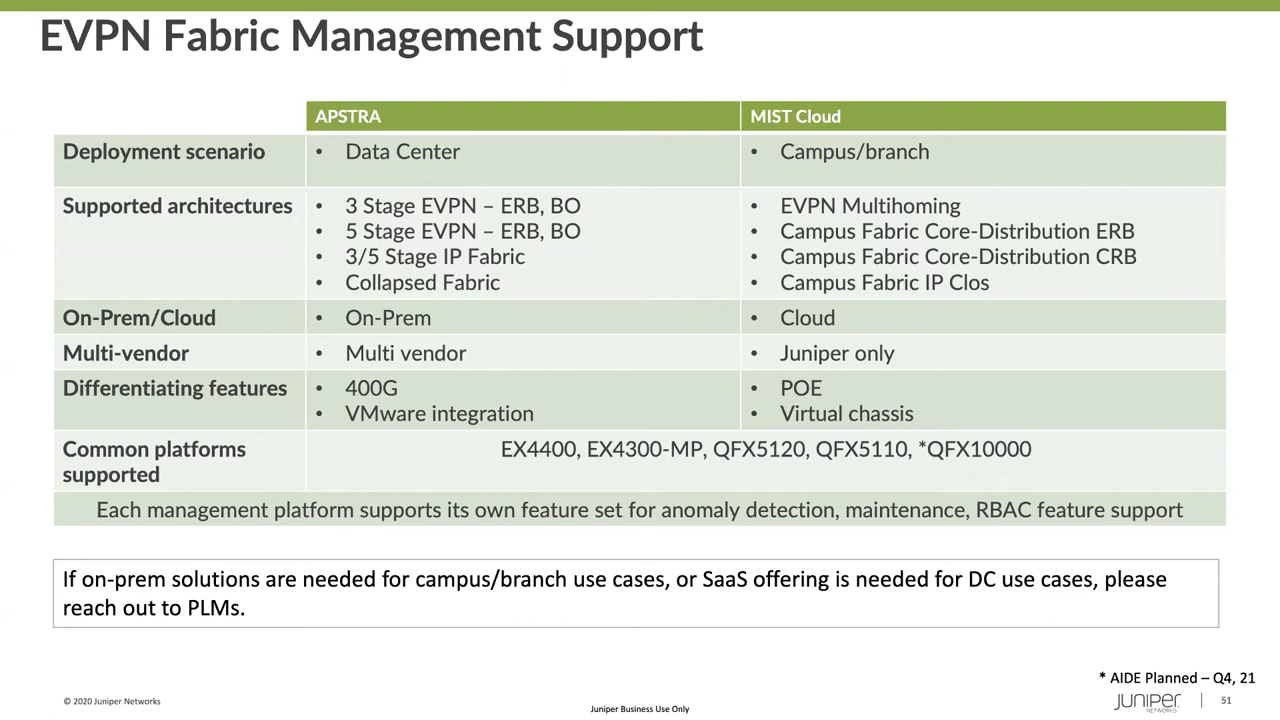 EVPN Fabric Management Support
APSTRA
MIST Cloud
Deployment scenario
• Data Center
• Campus/branch
Supported architectures
• 3 Stage EVPN – ERB, BO
• 5 Stage EVPN – ERB, BO
• 3/5 Stage IP Fabric
• Collapsed Fabric
• EVPN Multihoming
• Campus Fabric Core-Distribution ERB
• Campus Fabric Core-Distribution CRB
• Campus Fabric IP Clos
On-Prem/Cloud
• On-Prem
• Cloud
Multi-vendor
• Multi vendor
• Juniper only
Differentiating features
• 400G
• VMware integration
• POE
• Virtual chassis
Common platforms
supported
EX4400, EX4300-MP, QFX5120, QFX5110, *QFX10000
Each management platform supports its own feature set for anomaly detection, maintenance, RBAC feature support
If on-prem solutions are needed for campus/branch use cases, or SaaS offering is needed for DC use cases, please
reach out to PLMs.
* AIDE Planned – Q4, 21
© 2020 Juniper Networks
Juniper Business Use Only
JUNIPER
NETWORKS
51